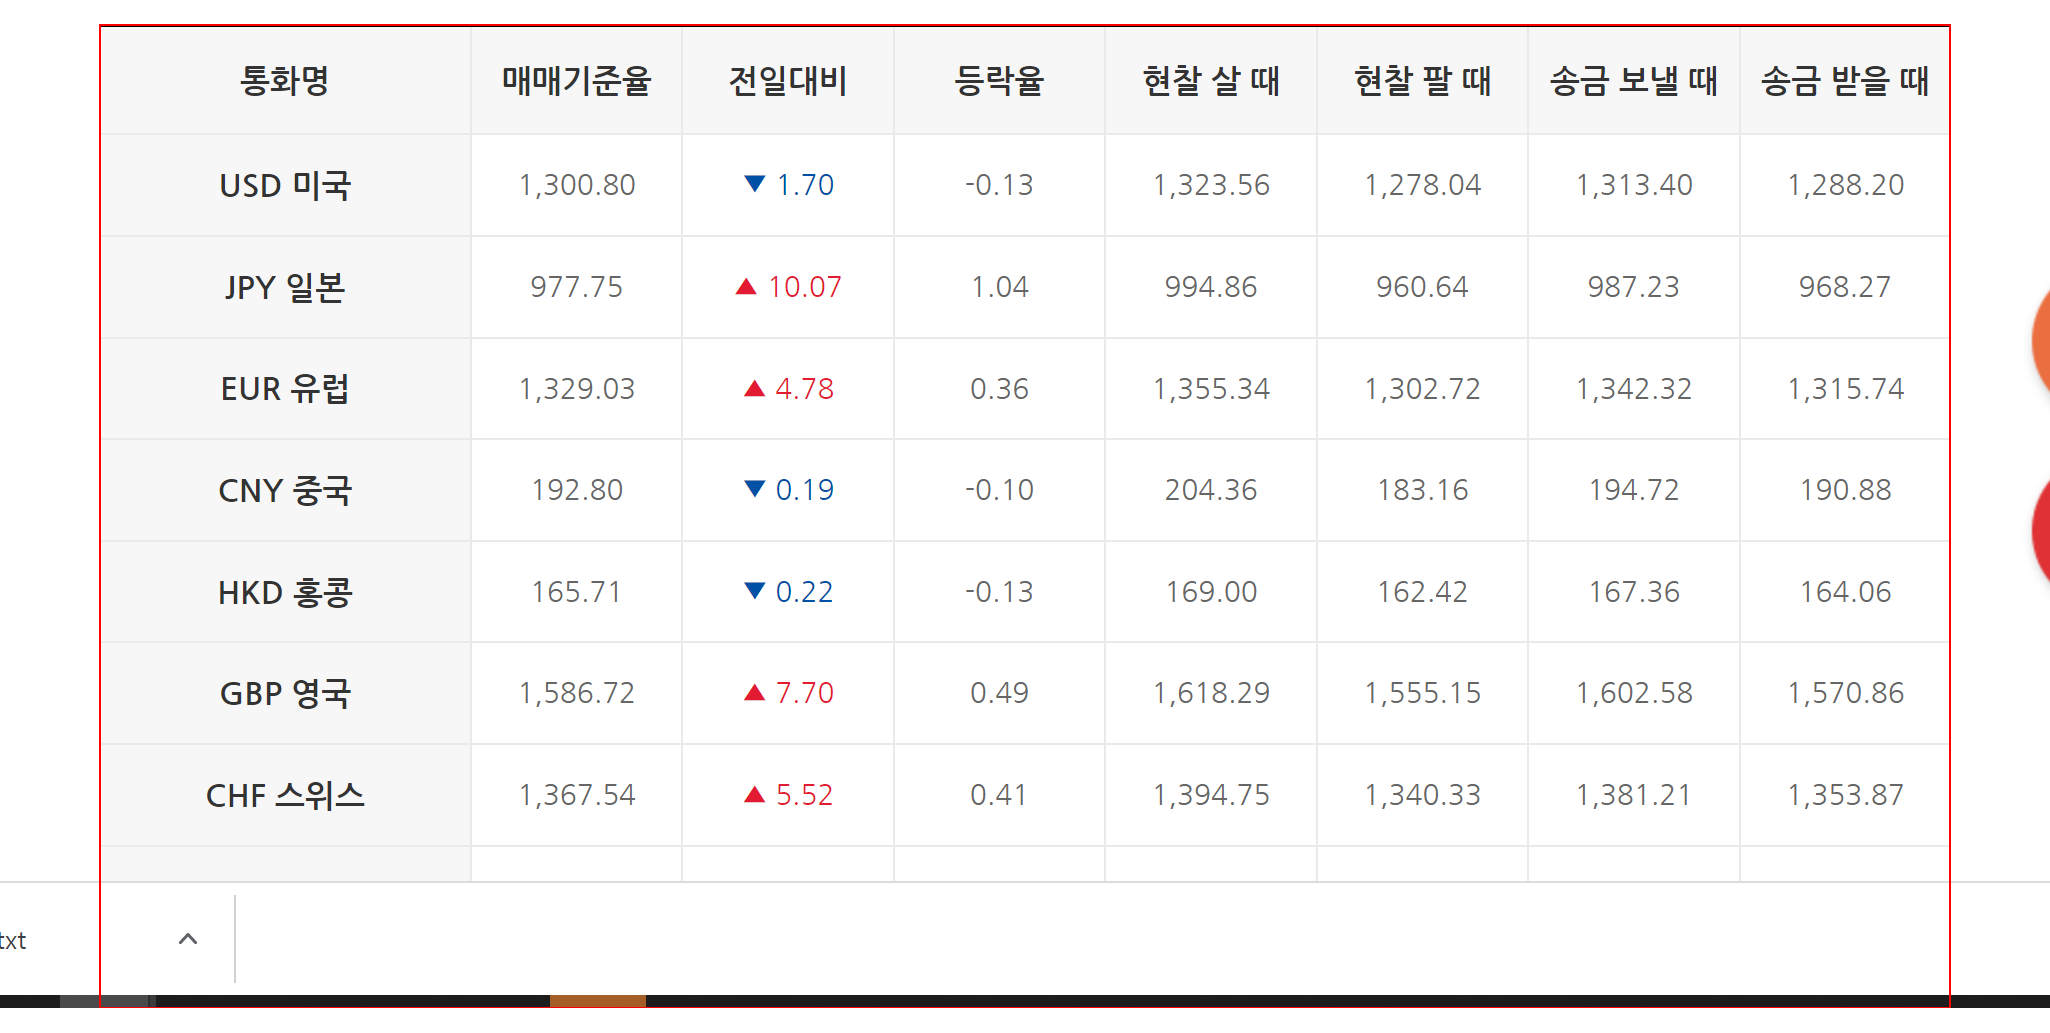 통화명 매매기준율 전일대비 등락율 현찰 살 때 현찰 팔 때 송금 보낼 때 송금 받을 때
USD 미국 1,300.80 ▼ 1.70 -0.13 1,323.56 1,278.04 1,313.40 1,288.20
JPY 일본 977.75 ▲ 10.07 1.04 994.86 960.64 987.23 968.27
EUR 유럽 1,329.03 ▲ 4.78 0.36 1,355.34 1,302.72 1,342.32 1,315.74
CNY 중국 192.80 ▼ 0.19 -0.10 204.36 183.16 194.72 190.88
HKD 홍콩 165.71 ▼ 0.22 -0.13 169.00 162.42 167.36 164.06
GBP 영국 1,586.72 ▲ 7.70 0.49 1,618.29 1,555.15 1,602.58 1,570.86
CHF 스위스 1,367.54 ▲ 5.52 0.41 1,394.75 1,340.33 1,381.21 1,353.87
txt